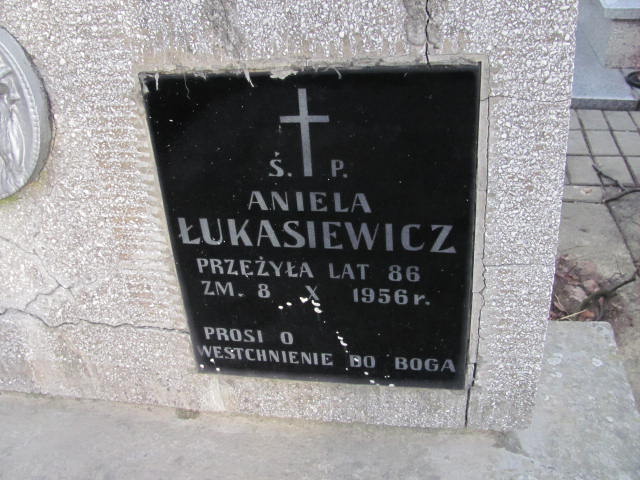 Ś. P.
ANIELA
ŁUKASIEWICZ
PRZEŻYŁA LAT 86
ZM. 8 X 1956 r.
PROSI O
WESTCHNIENIE DO BOGA